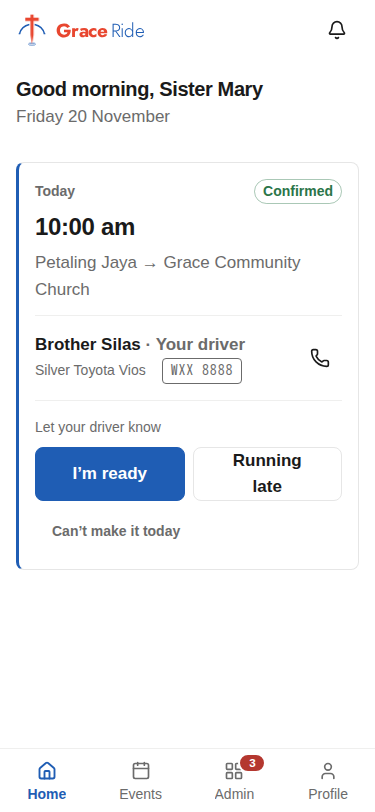 Grace Ride
Good morning, Sister Mary
Friday 20 November
Today
Confirmed
10:00 am
Petaling Jaya → Grace Community
Church
Brother Silas · Your driver
Silver Toyota Vios
WXX 8888
Let your driver know
I’m ready
Running
late
Can’t make it today
3
Home
Events
Admin
Profile